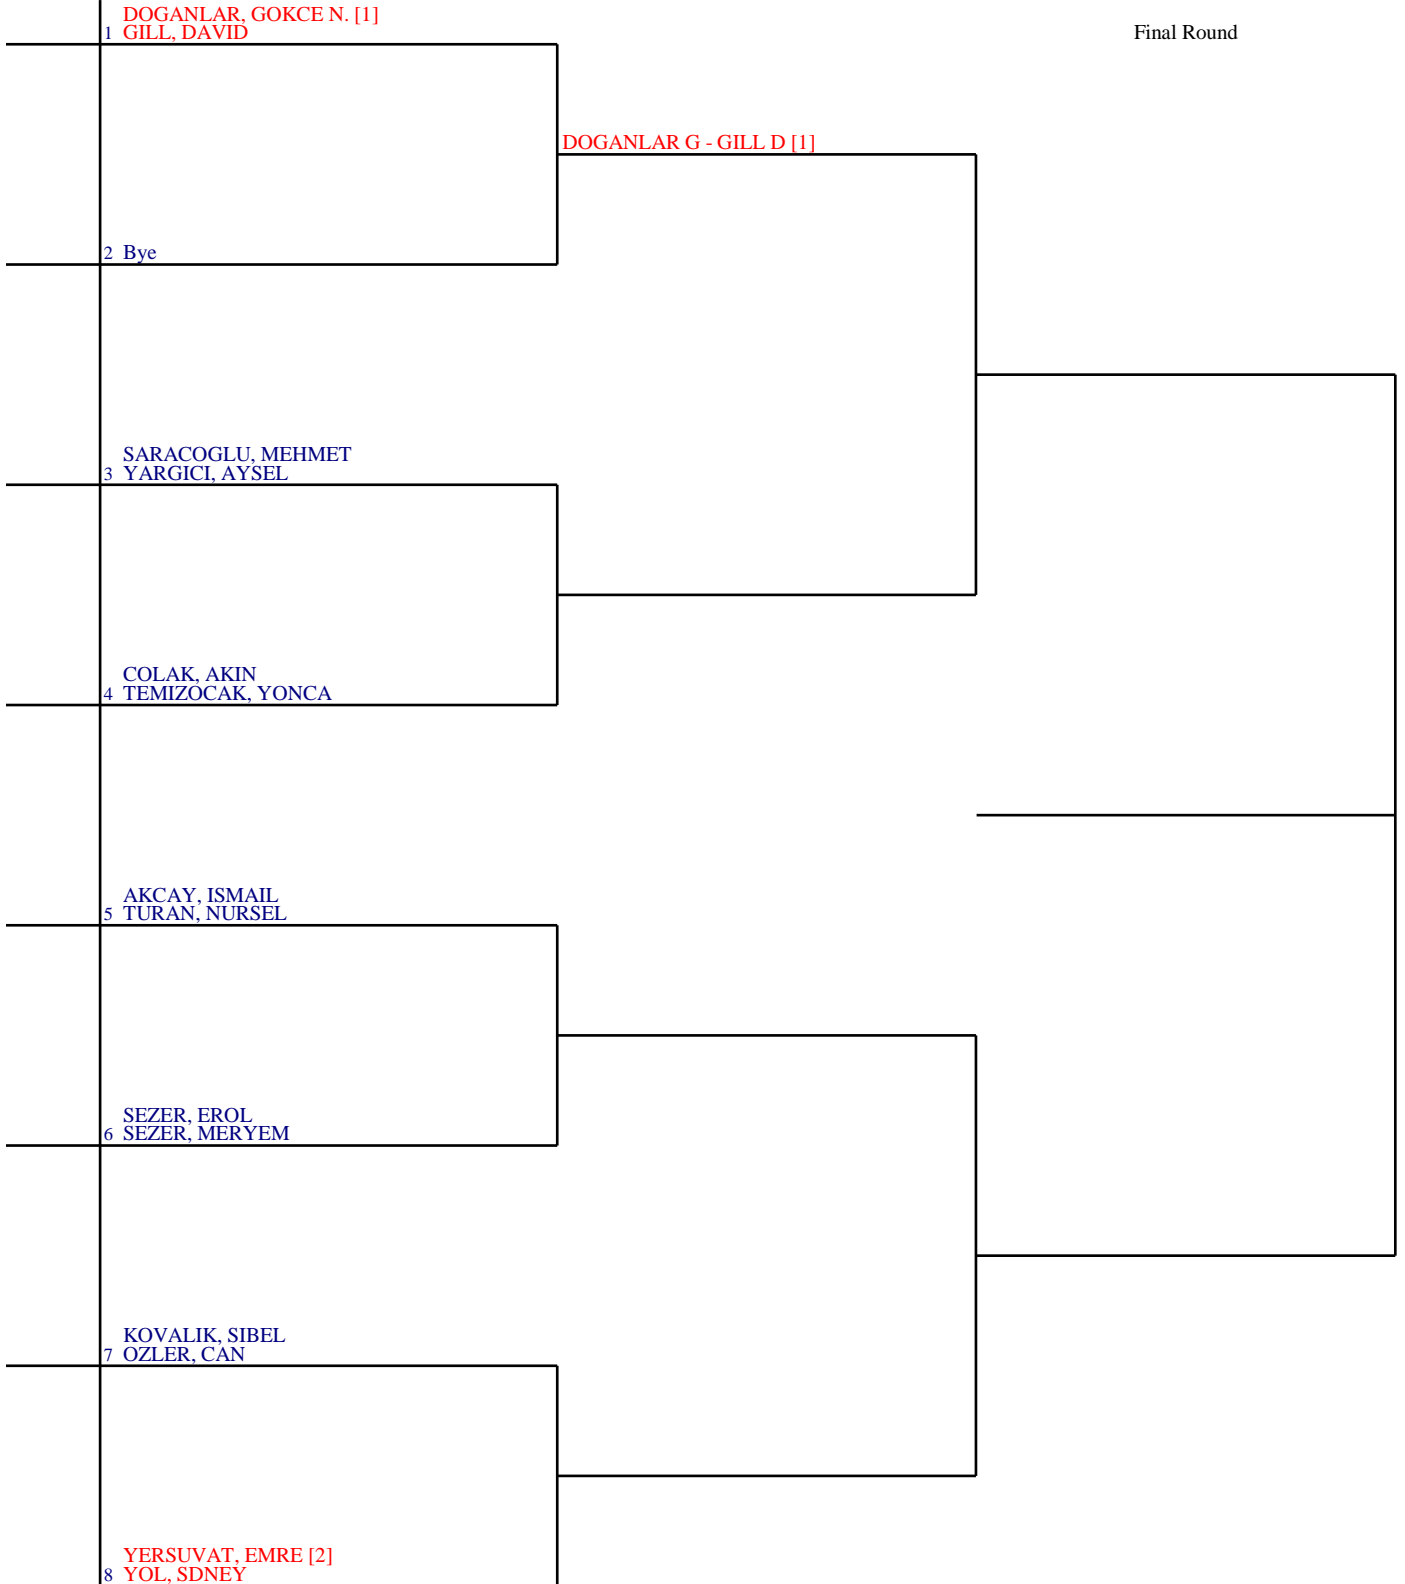 DOGANLAR, GOKCE N. [1]
1 GILL, DAVID
Final Round
DOGANLAR G - GILL D [1]
2 Bye
SARACOGLU, MEHMET
3 YARGICI, AYSEL
COLAK, AKIN
4 TEMIZOCAK, YONCA
AKCAY, ISMAIL
5 TURAN, NURSEL
SEZER, EROL
6 SEZER, MERYEM
KOVALIK, SIBEL
7 OZLER, CAN
YERSUVAT, EMRE [2]
8 YOL, SDNEY